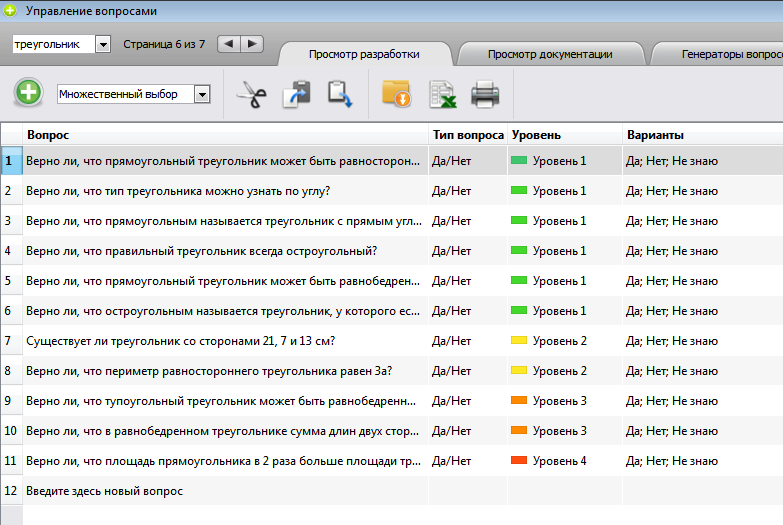 Управление вопросами
треугольник Страница 6 из 7
Просмотр разработки Просмотр документации Генераторы вопрос
Множественный выбор
Вопрос Тип вопроса Уровень Варианты
1 Верно ли, что прямоугольный треугольник может быть равносторон... Да/Нет Уровень 1 Да; Нет; Не знаю
2 Верно ли, что тип треугольника можно узнать по углу? Да/Нет Уровень 1 Да; Нет; Не знаю
3 Верно ли, что прямоугольным называется треугольник с прямым угл... Да/Нет Уровень 1 Да; Нет; Не знаю
4 Верно ли, что правильный треугольник всегда остроугольный? Да/Нет Уровень 1 Да; Нет; Не знаю
5 Верно ли, что прямоугольный треугольник может быть равнобедрен... Да/Нет Уровень 1 Да; Нет; Не знаю
6 Верно ли, что остроугольным называется треугольник, у которого ес... Да/Нет Уровень 1 Да; Нет; Не знаю
7 Существует ли треугольник со сторонами 21, 7 и 13 см? Да/Нет Уровень 2 Да; Нет; Не знаю
8 Верно ли, что периметр равностороннего треугольника равен 3a? Да/Нет Уровень 2 Да; Нет; Не знаю
9 Верно ли, что тупоугольный треугольник может быть равнобедренн... Да/Нет Уровень 3 Да; Нет; Не знаю
10 Верно ли, что в равнобедренном треугольнике сумма длин двух стор... Да/Нет Уровень 3 Да; Нет; Не знаю
11 Верно ли, что площадь прямоугольника в 2 раза больше площади тр... Да/Нет Уровень 4 Да; Нет; Не знаю
12 Введите здесь новый вопрос